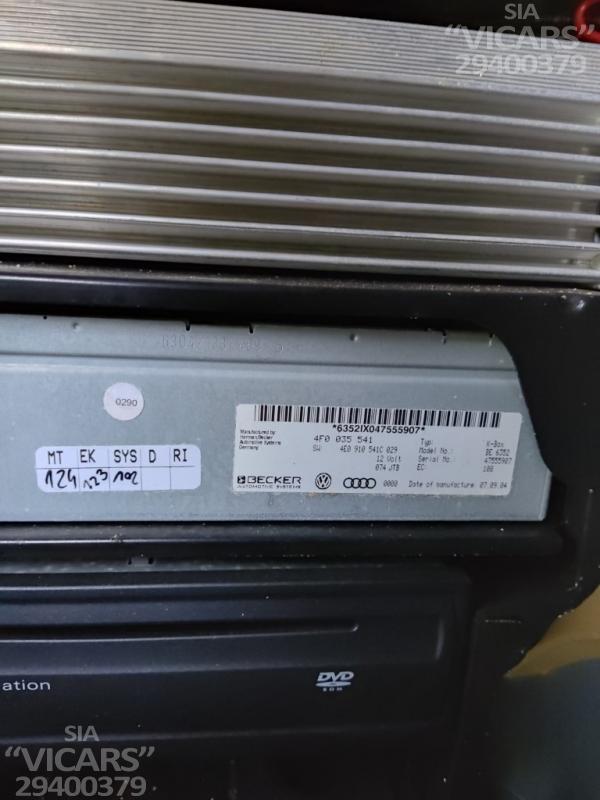 SIA
“VICARS”
29400379
0290
MT EK SYS D RI
124 123 102
*6352IX047555907*
Manufactured by
Harman/Becker
Automotive Systems
Germany
4F0 035 541
SW 4E0 910 541C 029
12 Volt
074 JTB
Typ: K-Box
Model No.: BE 6352
Serial No.: 47555907
EC: 108
BECKER
AUTOMOTIVE SYSTEMS
0000
Date of manufacture 07.09.04
ation
DVD
ROM
SIA
“VICARS”
29400379